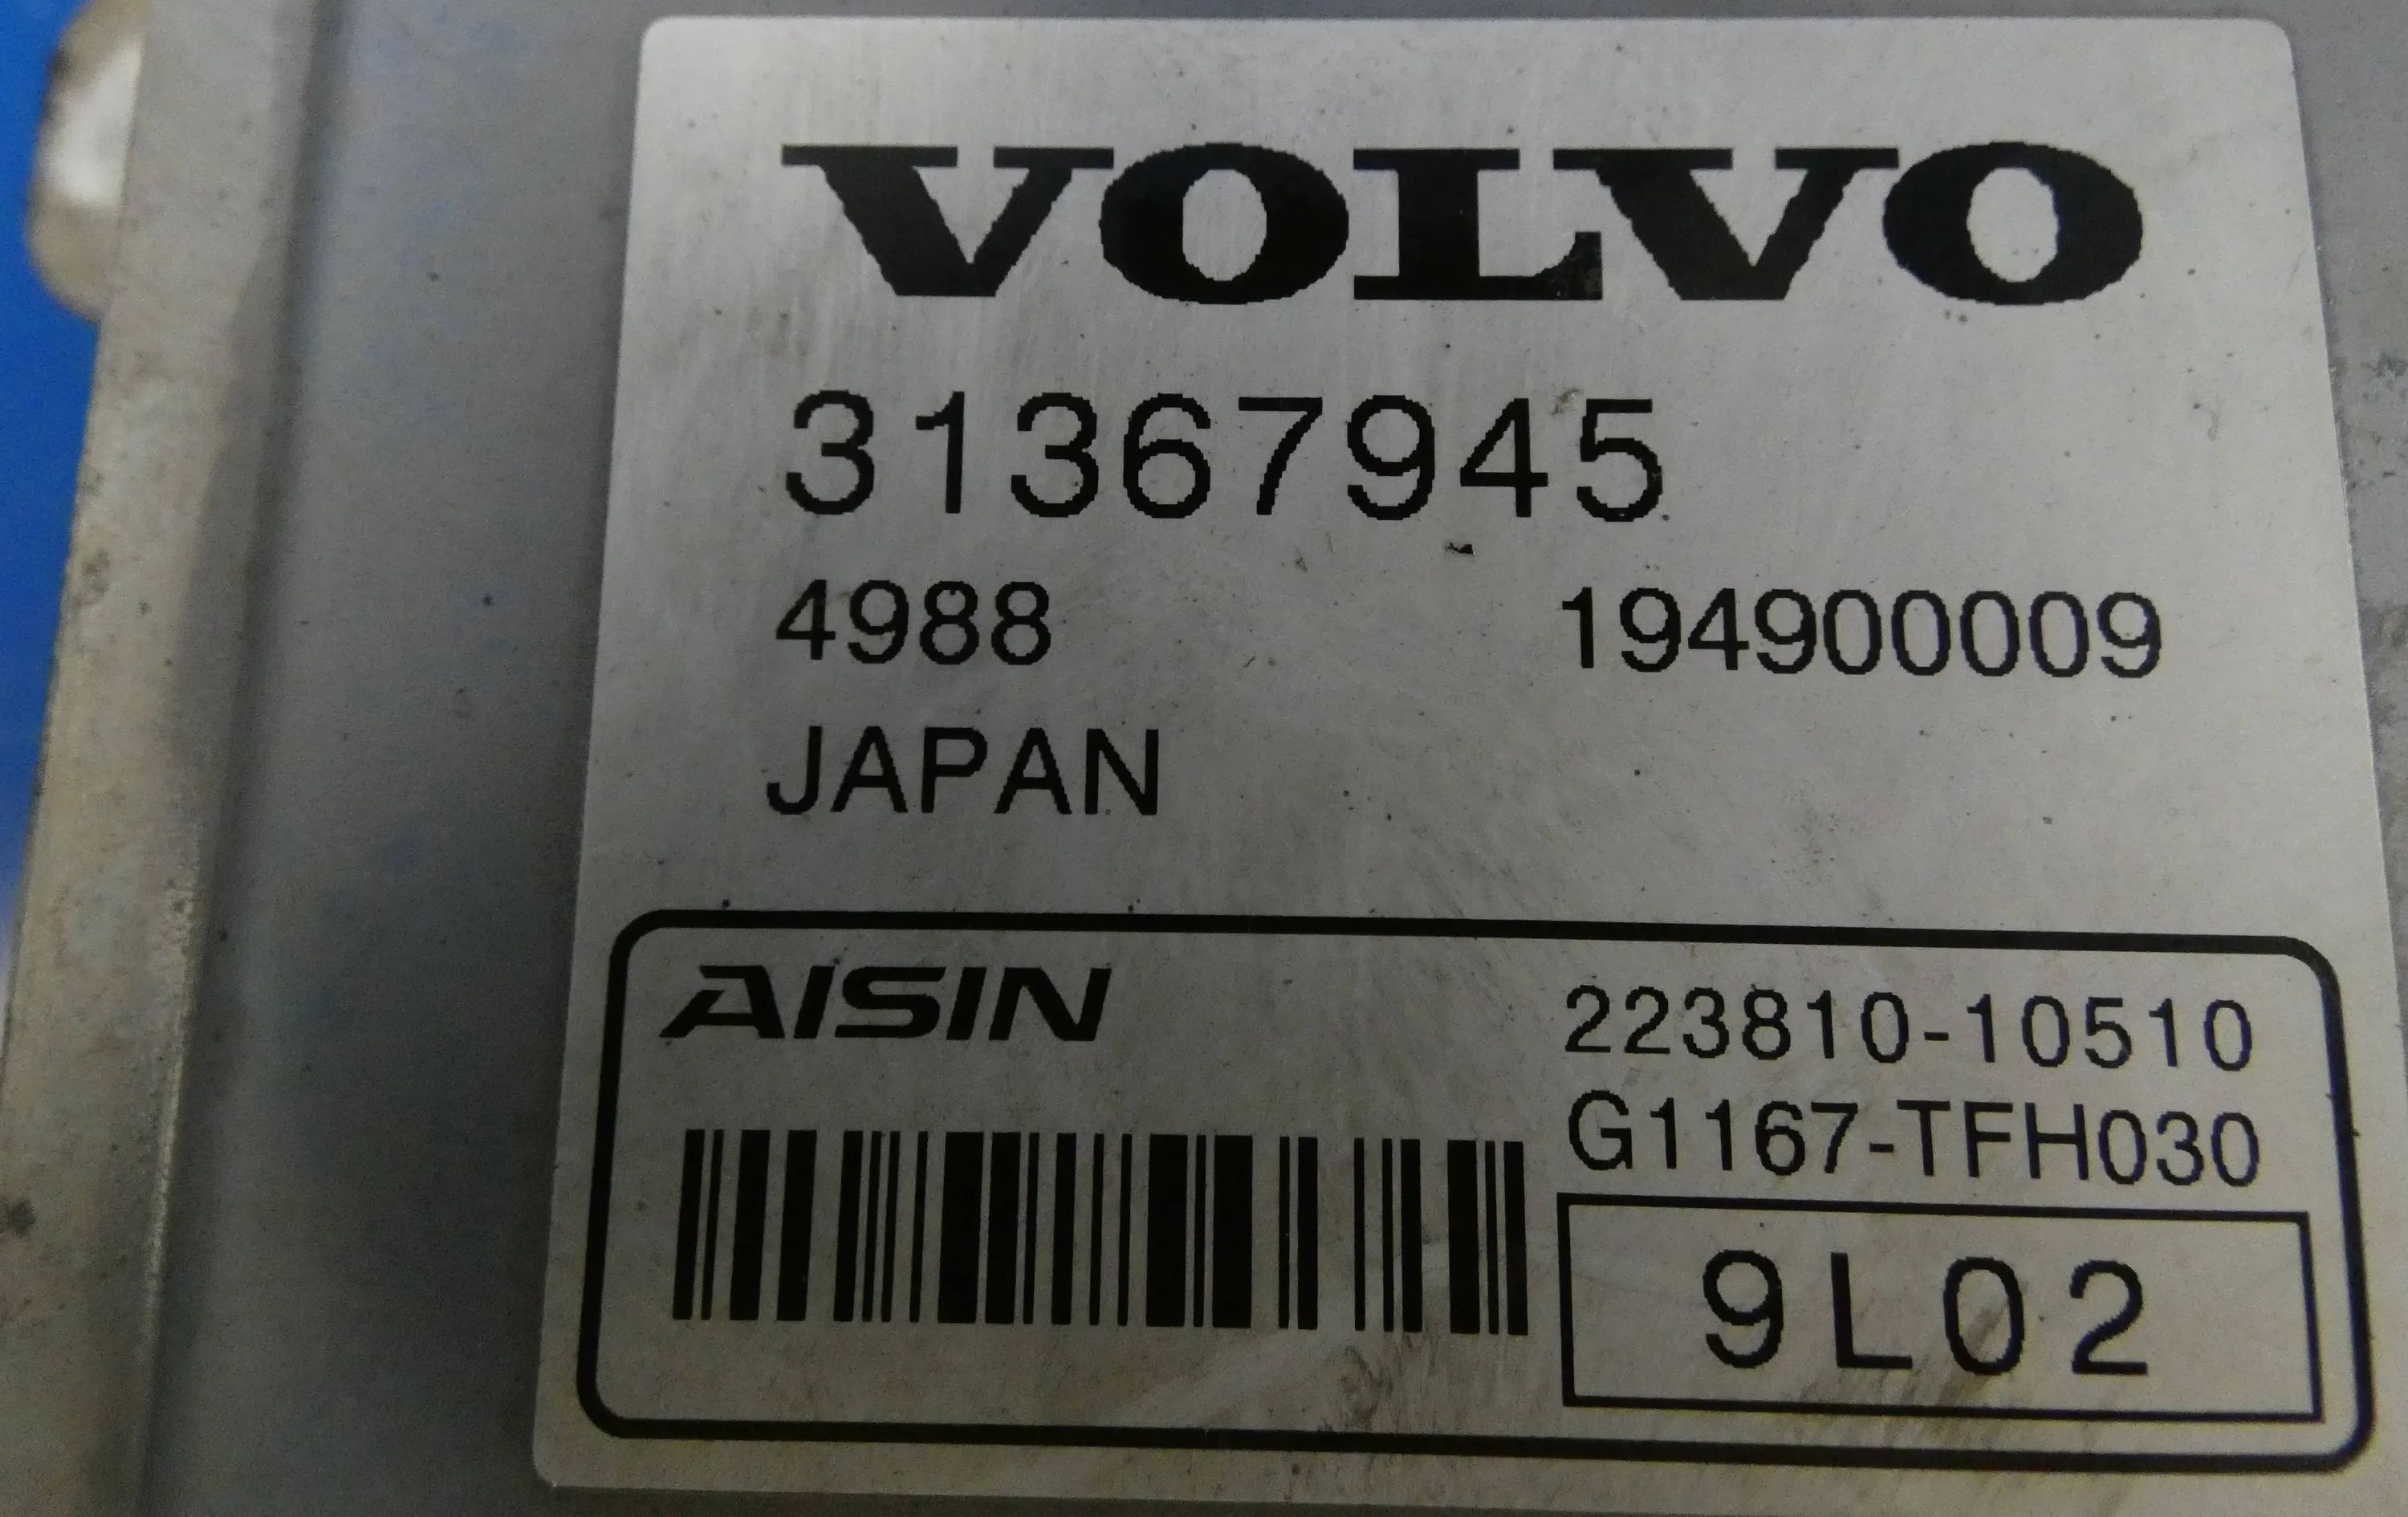 VOLVO
31367945
4988 194900009
JAPAN
AISIN
223810-10510
G1167-TFH030
9L02